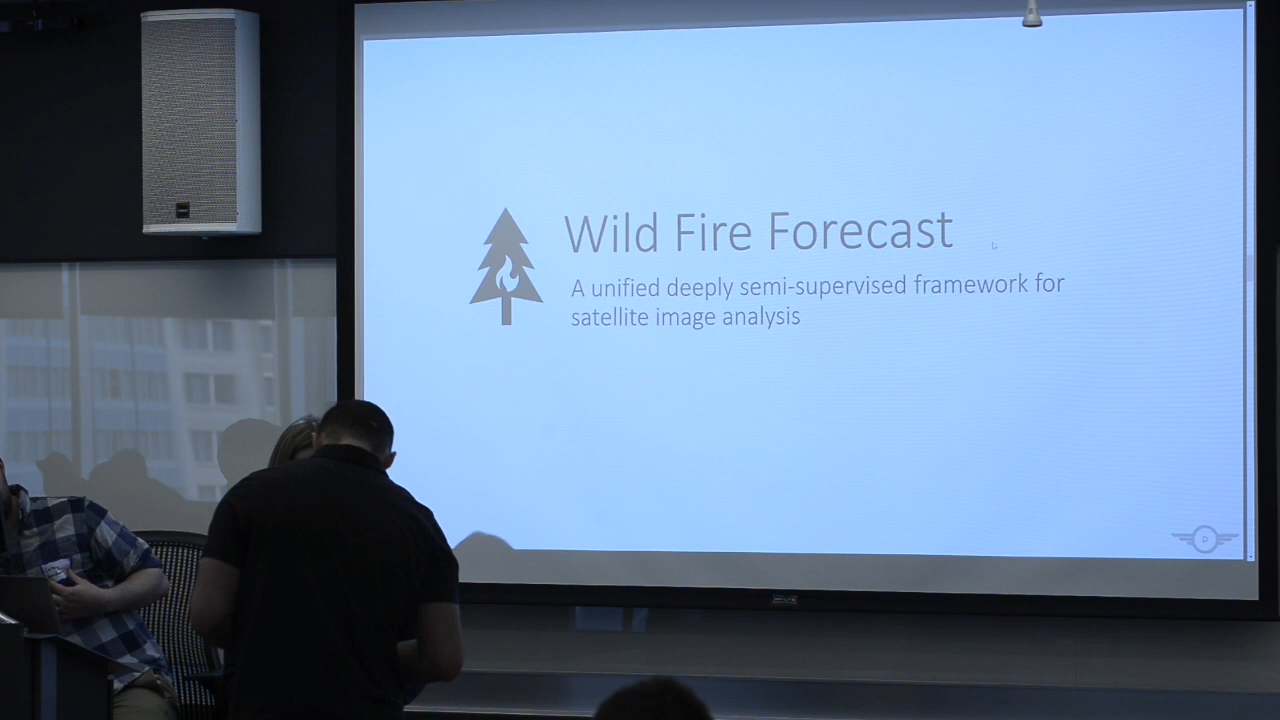 Wild Fire Forecast
A unified deeply semi-supervised framework for
satellite image analysis
P